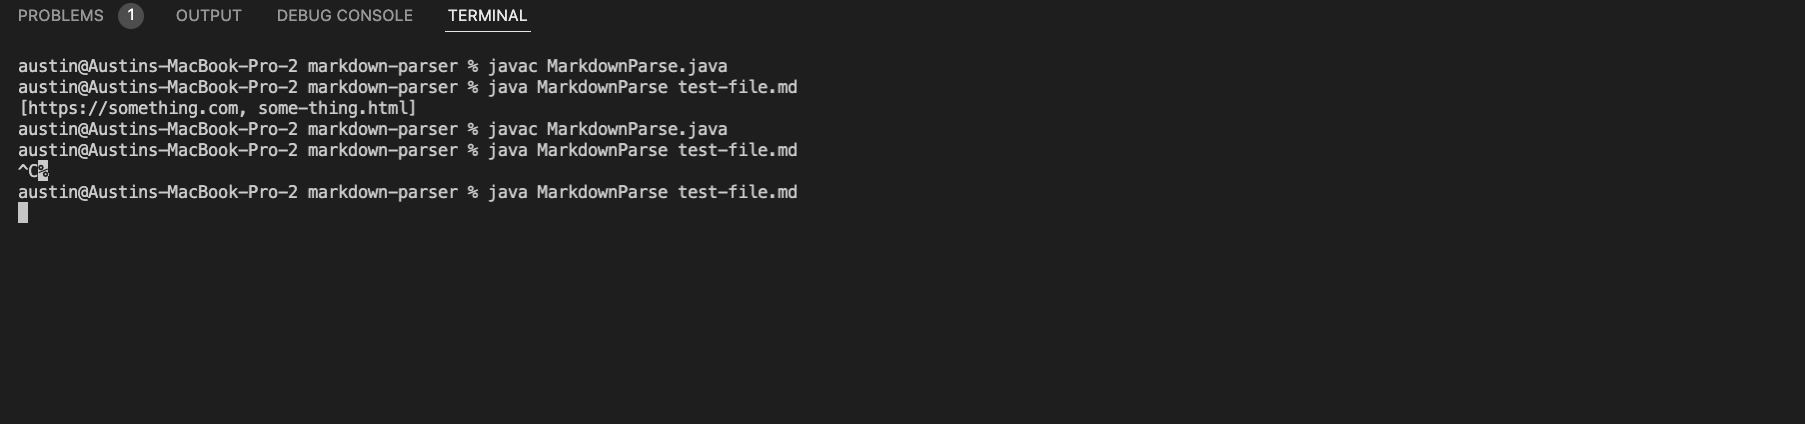 PROBLEMS 1 OUTPUT DEBUG CONSOLE TERMINAL
austin@Austins-MacBook-Pro-2 markdown-parser % javac MarkdownParse.java
austin@Austins-MacBook-Pro-2 markdown-parser % java MarkdownParse test-file.md
[https://something.com, some-thing.html]
austin@Austins-MacBook-Pro-2 markdown-parser % javac MarkdownParse.java
austin@Austins-MacBook-Pro-2 markdown-parser % java MarkdownParse test-file.md
^C%
austin@Austins-MacBook-Pro-2 markdown-parser % java MarkdownParse test-file.md